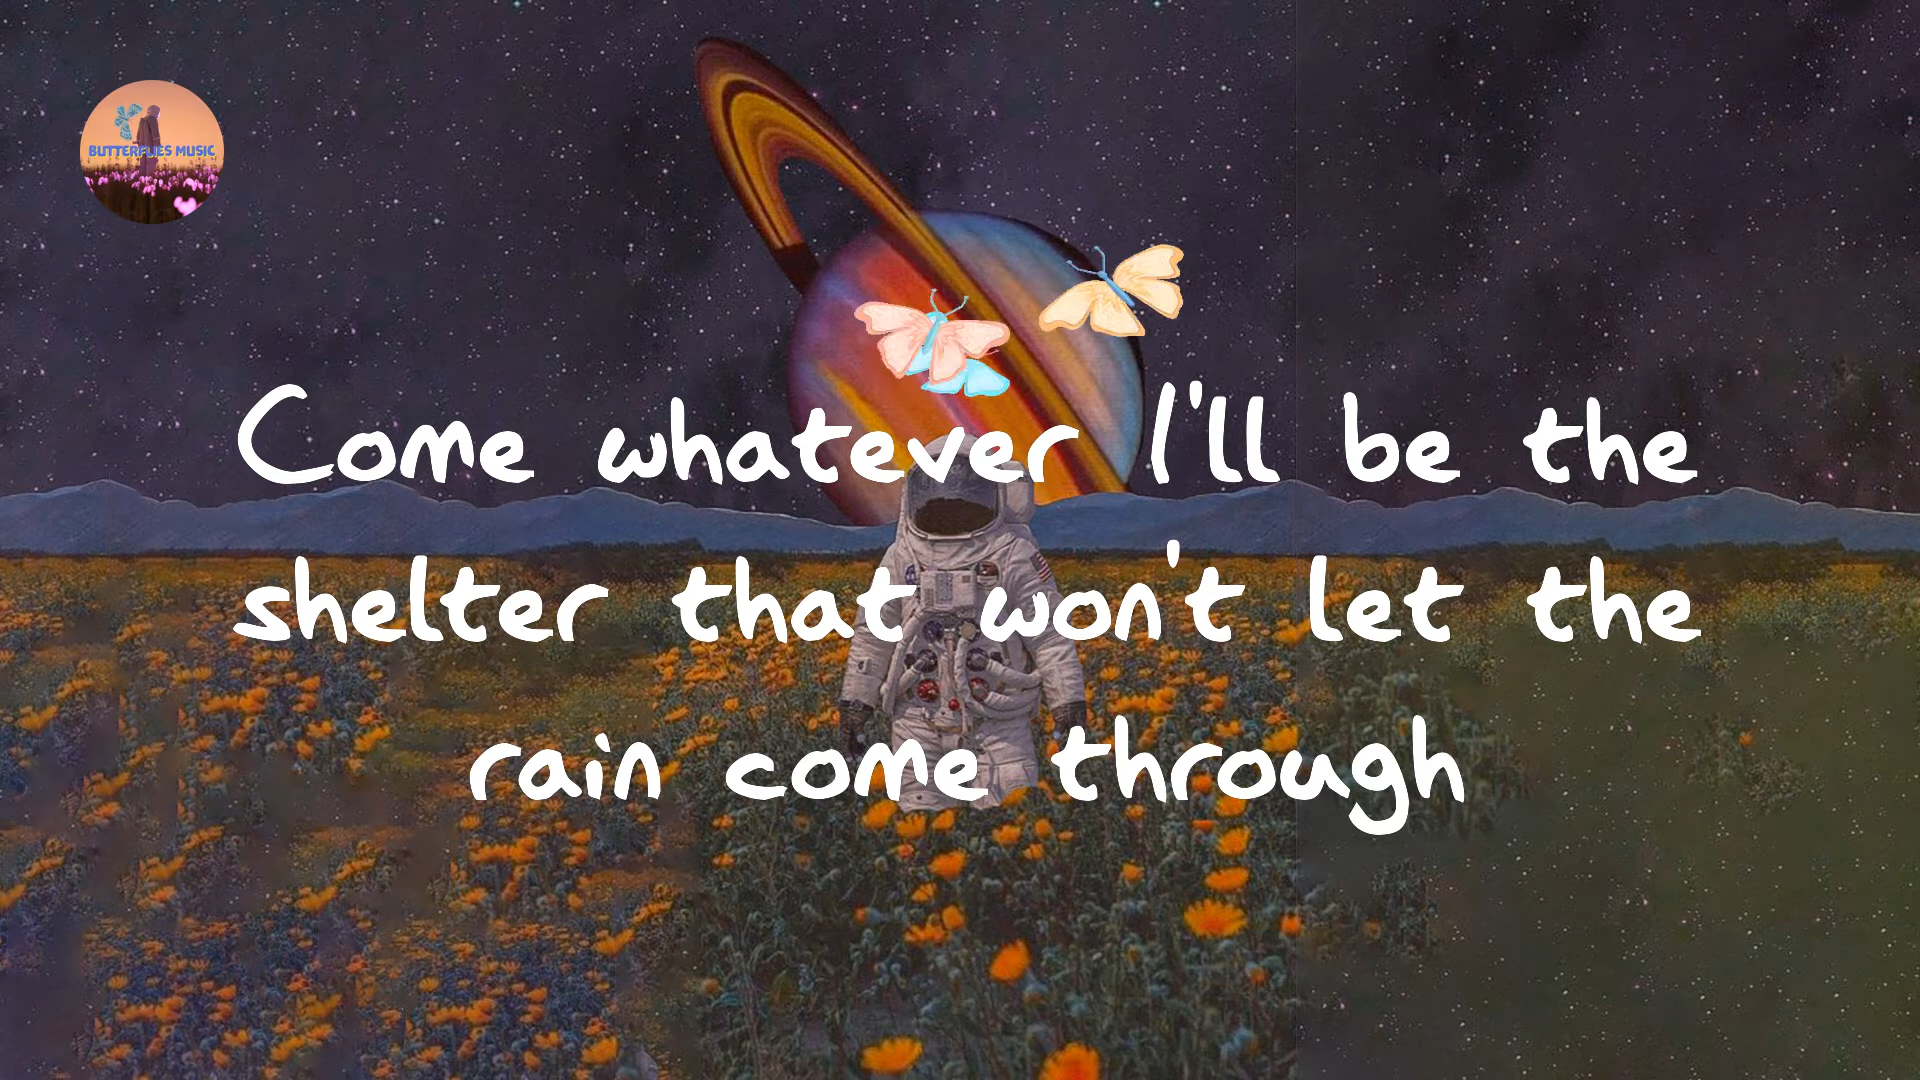 BUTTERFLIES MUSIC
Come whatever I'll be the
shelter that won't let the
rain come through